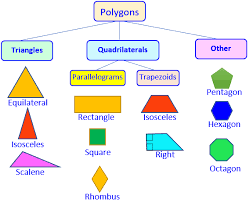 Polygons
Triangles
Quadrilaterals
Other
Parallelograms
Trapezoids
Equilateral
Rectangle
Isosceles
Pentagon
Isosceles
Square
Right
Hexagon
Scalene
Rhombus
Octagon